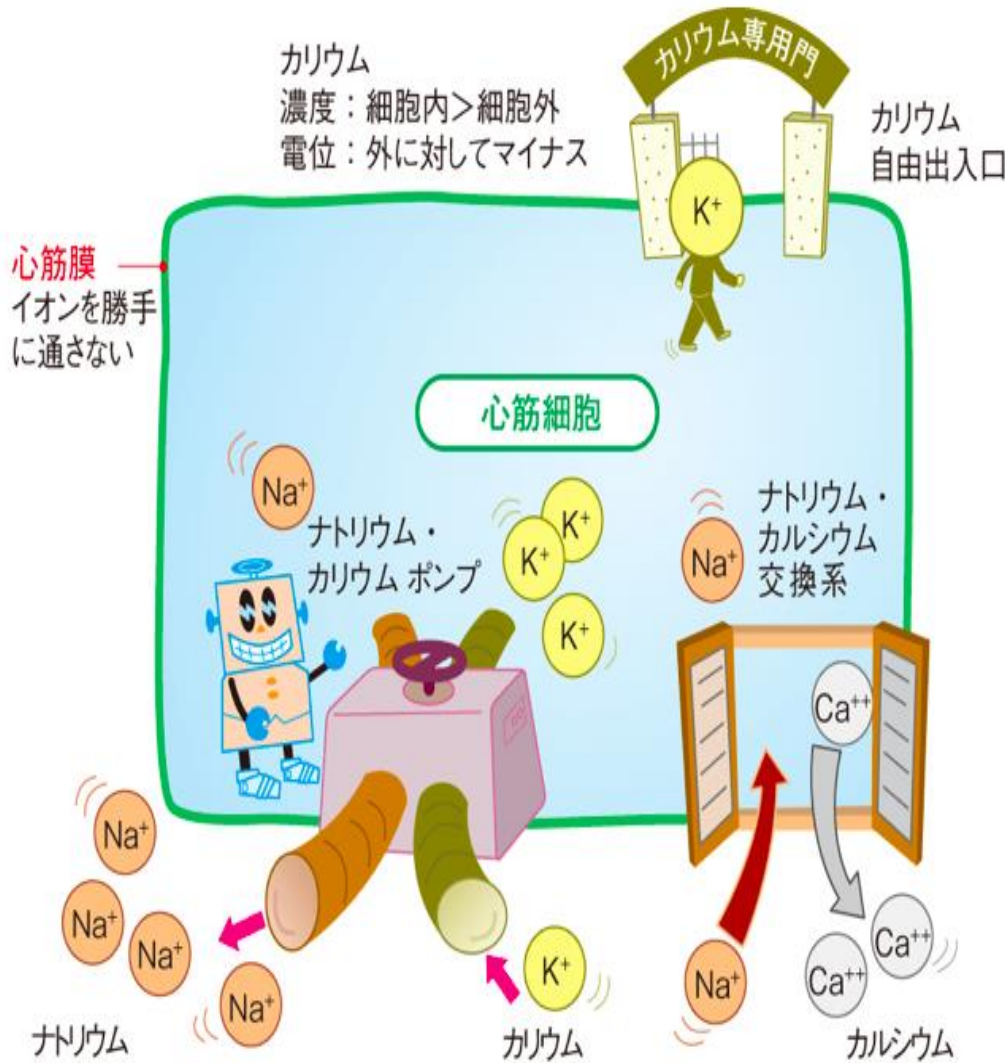 カリウム専用門
カリウム
濃度：細胞内＞細胞外
電位：外に対してマイナス
カリウム
自由出入口
K⁺
心筋膜
イオンを勝手
に通さない
心筋細胞
Na⁺
ナトリウム・
カリウム ポンプ
K⁺
K⁺
K⁺
Na⁺
ナトリウム・
カルシウム
交換系
Ca⁺⁺
Na⁺
Na⁺
Na⁺
Na⁺
K⁺
Na⁺
Ca⁺⁺
Ca⁺⁺
ナトリウム
カリウム
カルシウム